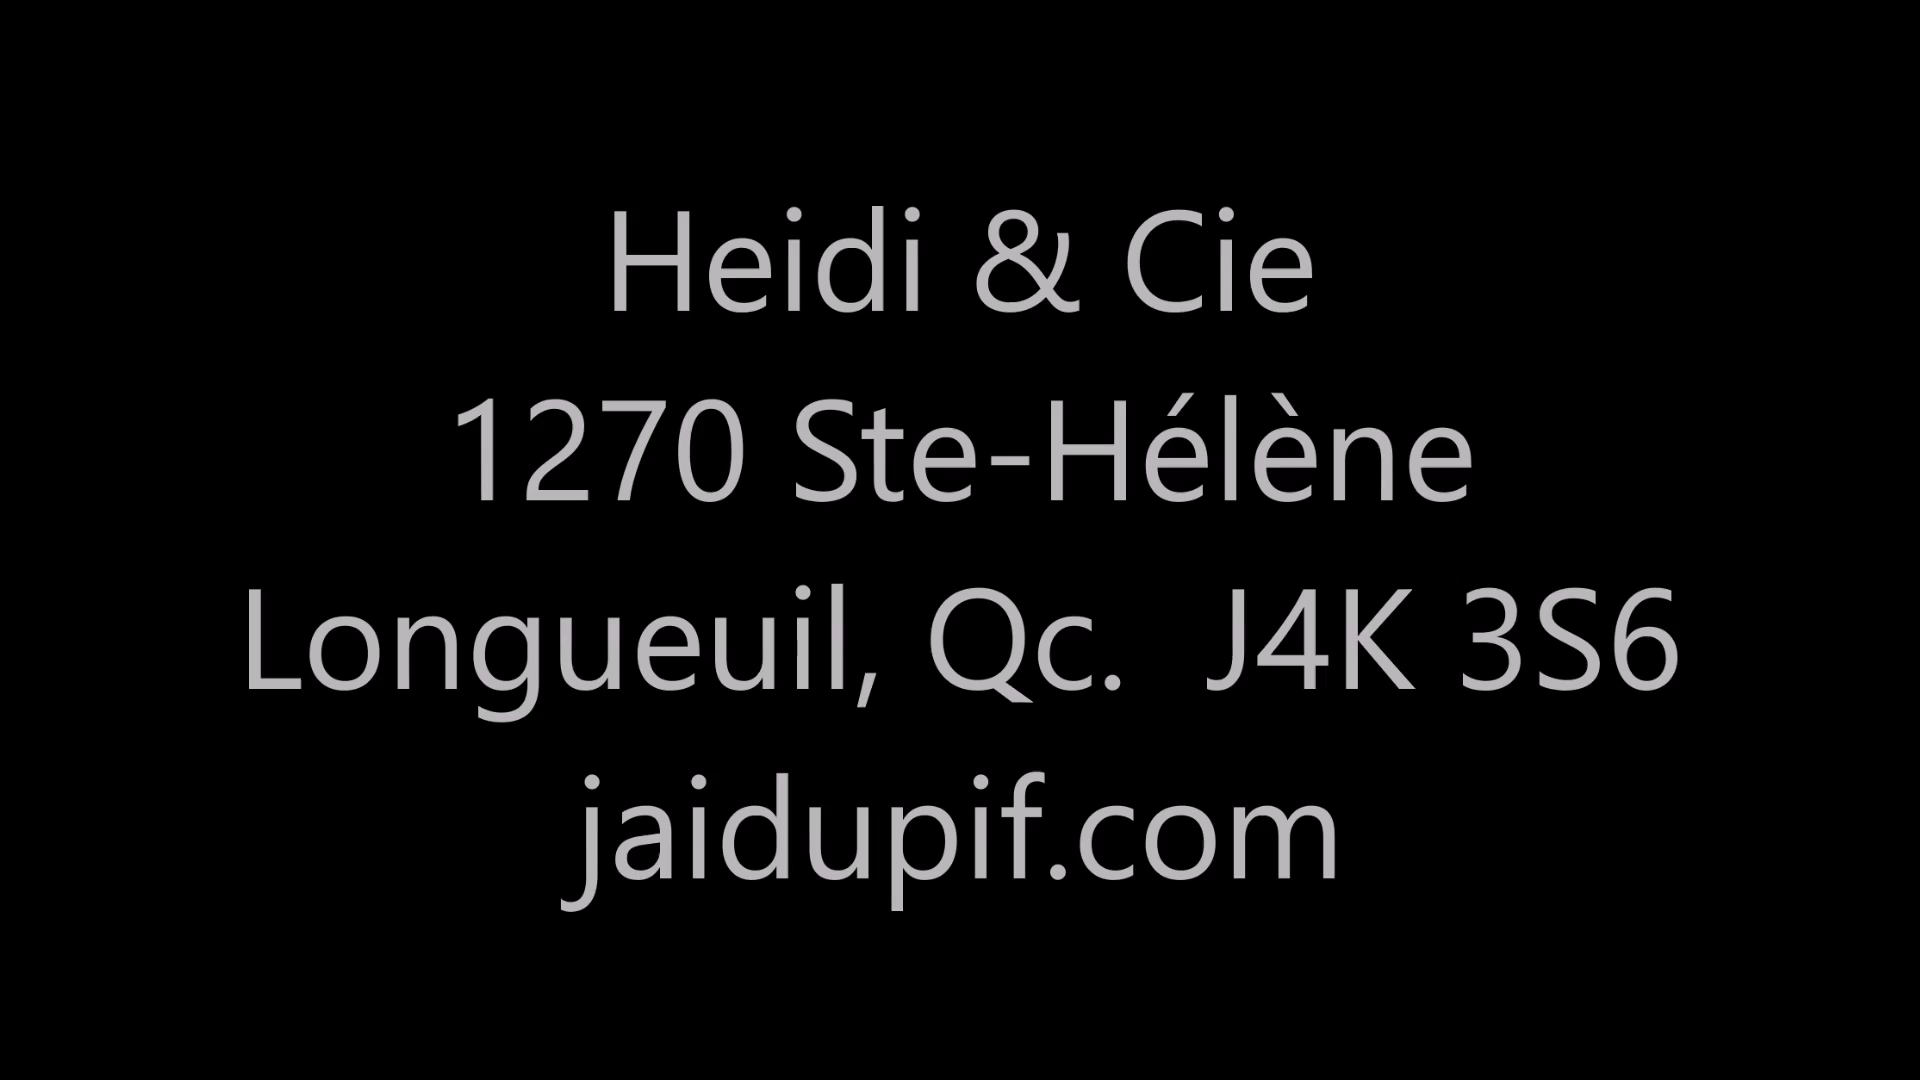 Heidi & Cie
1270 Ste-Hélène
Longueuil, Qc.  J4K 3S6
jaidupif.com